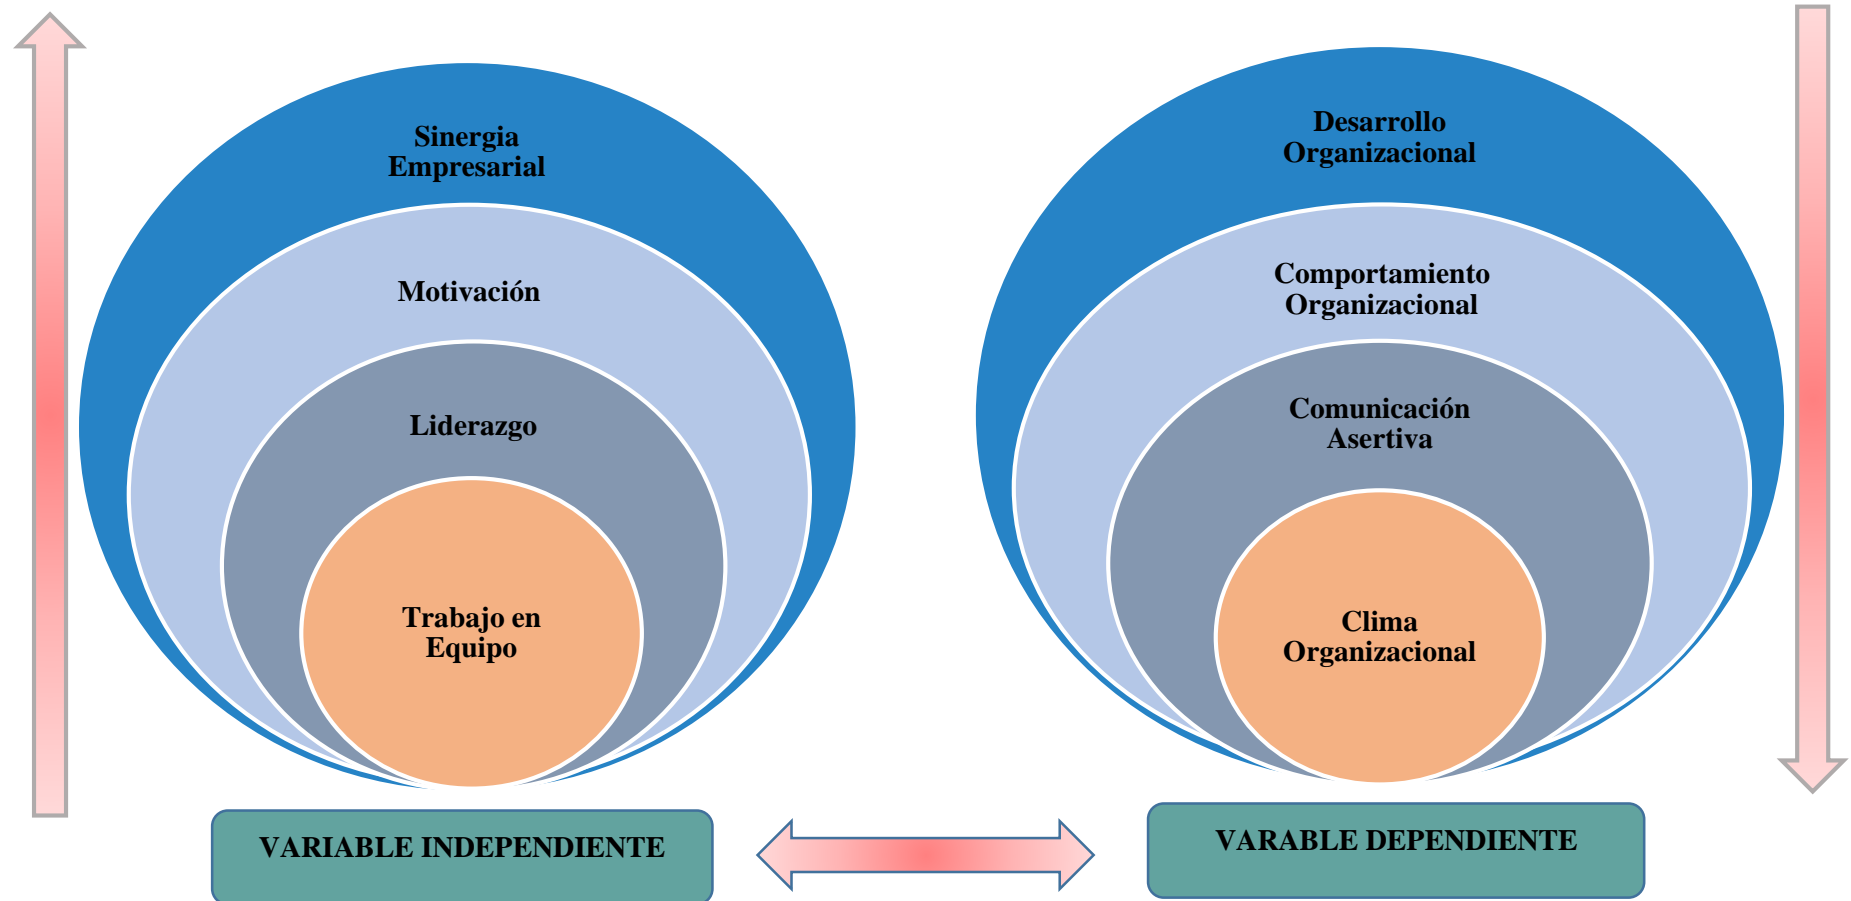 Sinergia
Empresarial
Motivación
Liderazgo
Trabajo en
Equipo
VARIABLE INDEPENDIENTE
Desarrollo
Organizacional
Comportamiento
Organizacional
Comunicación
Asertiva
Clima
Organizacional
VARABLE DEPENDIENTE